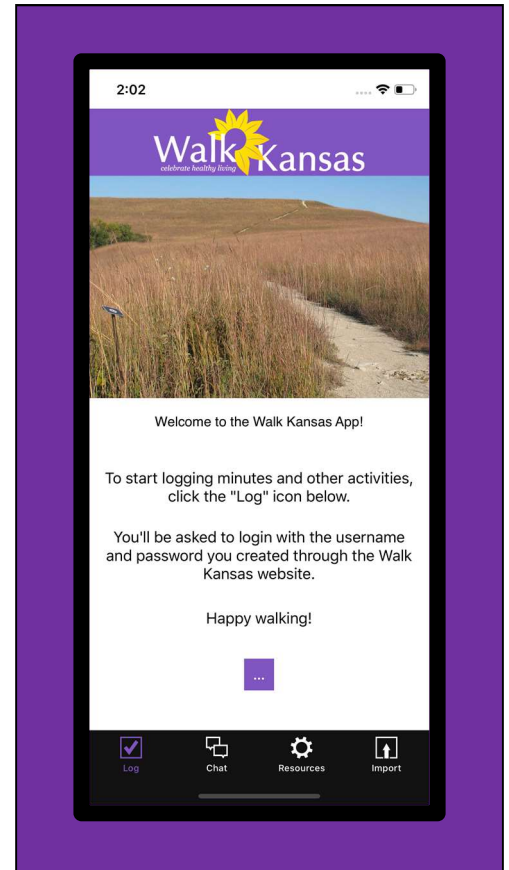 2:02
Walk Kansas
celebrate healthy living
Welcome to the Walk Kansas App!
To start logging minutes and other activities,
click the "Log" icon below.
You'll be asked to login with the username
and password you created through the Walk
Kansas website.
Happy walking!
...
Log Chat Resources Import